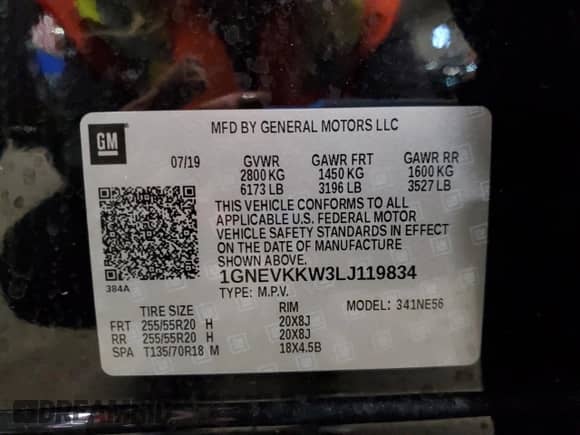 GM
MFD BY GENERAL MOTORS LLC
07/19 GVWR GAWR FRT GAWR RR
2800 KG 1450 KG 1600 KG
6173 LB 3196 LB 3527 LB
THIS VEHICLE CONFORMS TO ALL
APPLICABLE U.S. FEDERAL MOTOR
VEHICLE SAFETY STANDARDS IN EFFECT
ON THE DATE OF MANUFACTURE
SHOWN ABOVE.
384A
1GNEVKKW3LJ119834
TYPE: M.P.V. MODEL: 341NE56
TIRE SIZE RIM
FRT 255/55R20 H 20X8J
RR 255/55R20 H 20X8J
SPA T135/70R18 M 18X4.5B